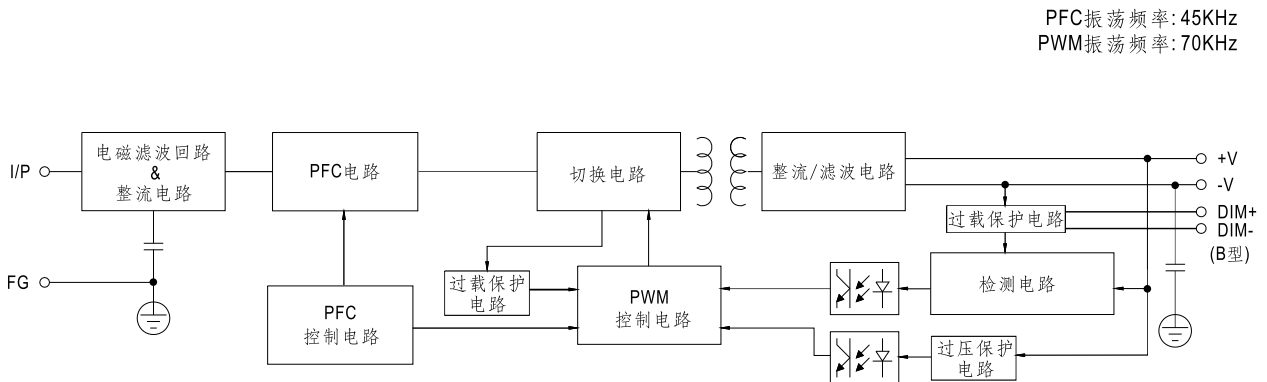 PFC振荡频率: 45KHz
PWM振荡频率: 70KHz
I/P
电磁滤波回路
&
整流电路
PFC电路
切换电路
整流/滤波电路
+V
-V
DIM+
DIM-
(B型)
过载保护电路
FG
过载保护
电路
PWM
控制电路
检测电路
PFC
控制电路
过压保护
电路